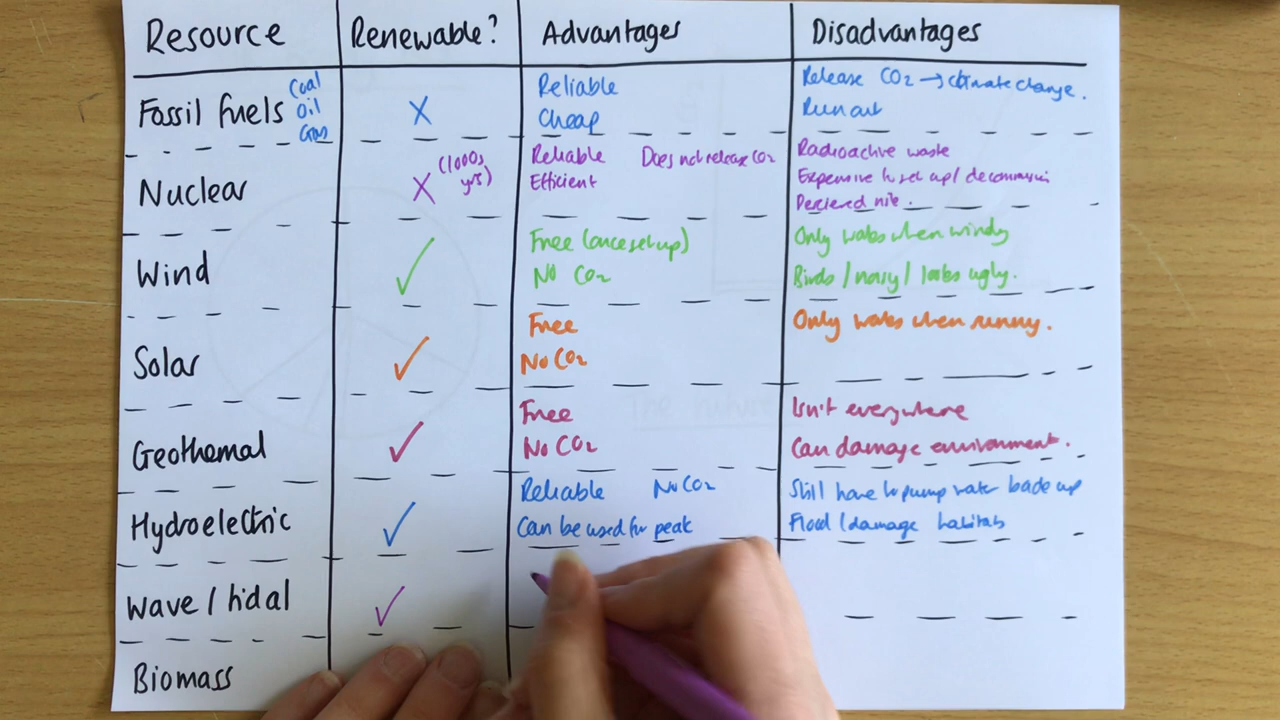 Resource Renewable? Advantages Disadvantages
Fossil fuels Coal Oil Gas X Reliable Cheap Release CO2 → climate change. Run out
Nuclear X (1000s yrs) Reliable Does not release CO2 Efficient Radioactive waste Expensive to set up/
Wind ✓ Free (once set up) No CO2 Only works when windy Birds / noisy / looks ugly.
Solar ✓ Free No CO2 Only works when sunny.
Geothemal ✓ Free No CO2 Isn't everywhere Can damage environment.
Hydroelectric ✓ Reliable No CO2 Can be used for peak Still have to pump water back up Flood / damage habitats
Wave / tidal ✓
Biomass